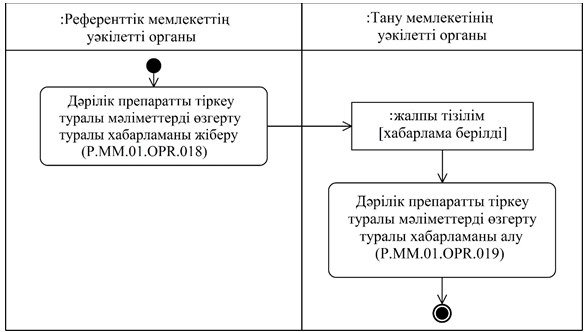 :Референттік мемлекеттің
уәкілетті органы
:Тану мемлекетінің
уәкілетті органы
Дәрілік препаратты тіркеу
туралы мәліметтерді өзгерту
туралы хабарламаны жіберу
(P.MM.01.OPR.018)
:жалпы тізілім
[хабарлама берілді]
Дәрілік препаратты тіркеу
туралы мәліметтерді өзгерту
туралы хабарламаны алу
(P.MM.01.OPR.019)